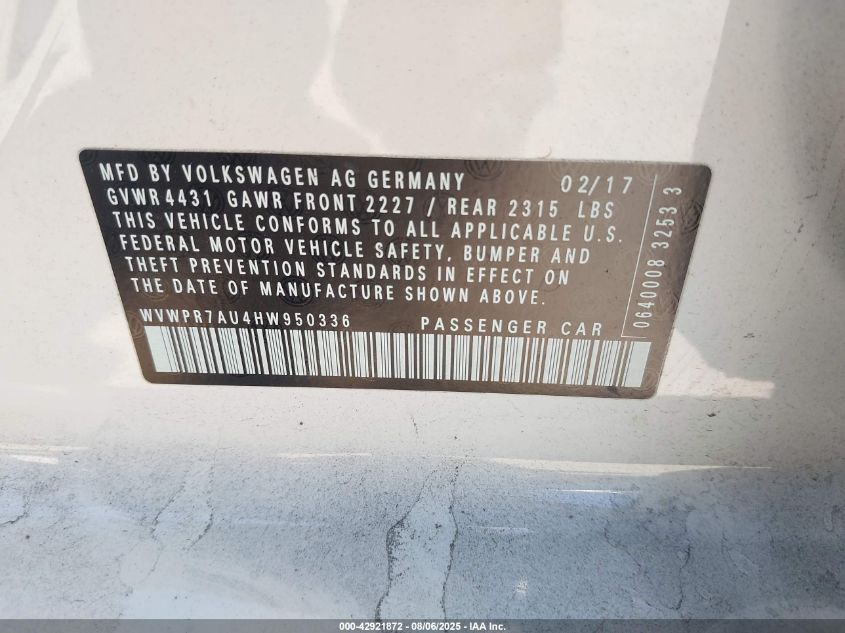 MFD BY VOLKSWAGEN AG GERMANY 02/17
GVWR 4431, GAWR FRONT 2227 / REAR 2315 LBS
THIS VEHICLE CONFORMS TO ALL APPLICABLE U.S.
FEDERAL MOTOR VEHICLE SAFETY, BUMPER AND
THEFT PREVENTION STANDARDS IN EFFECT ON
THE DATE OF MANUFACTURE SHOWN ABOVE.
WVWPR7AU4HW950336 PASSENGER CAR
0640008 32533
000-42921872 - 08/06/2025 - IAA Inc.